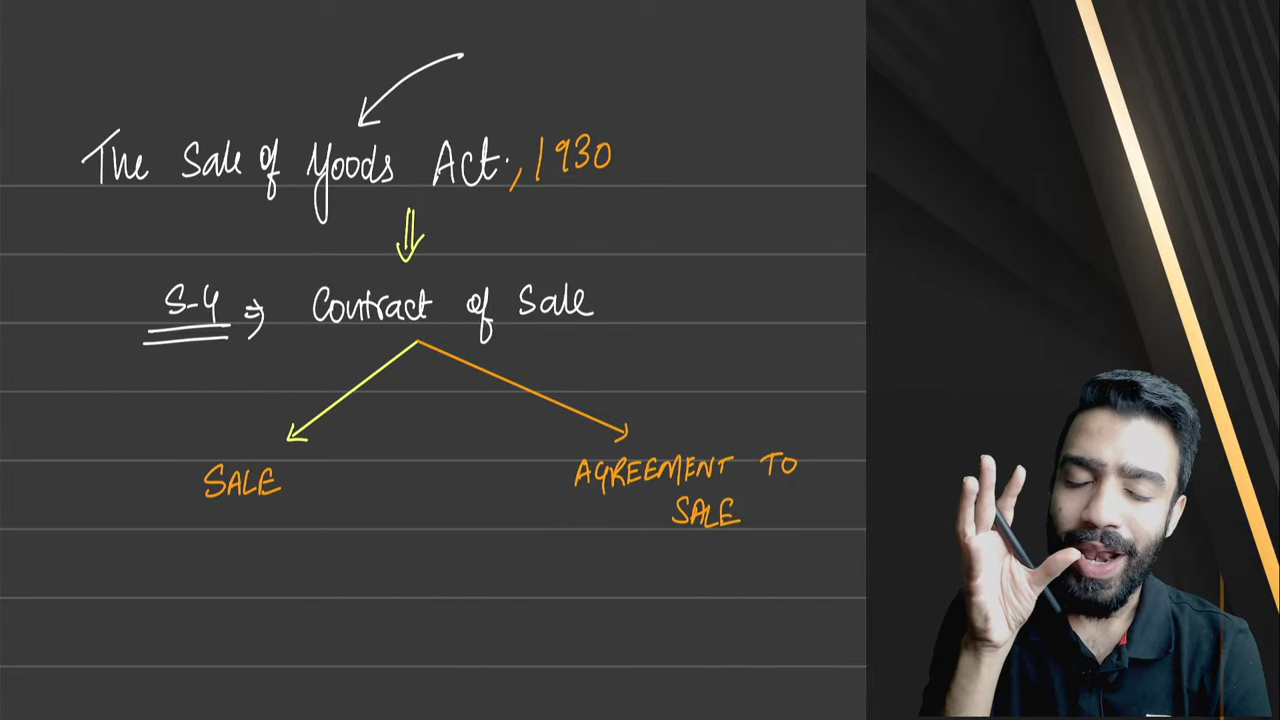 The Sale of Goods Act., 1930
S-4 ⇒ Contract of Sale
SALE
AGREEMENT TO
SALE